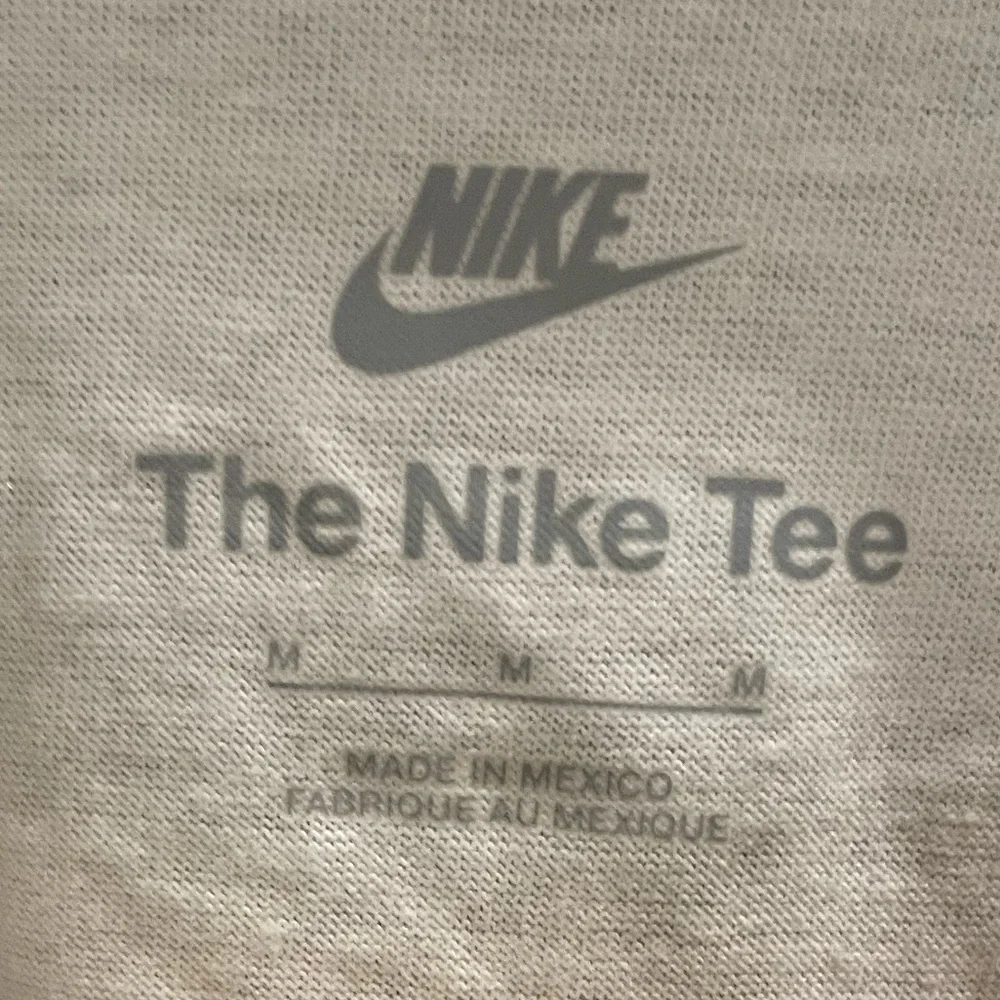 NIKE
The Nike Tee
M M M
MADE IN MEXICO
FABRIQUE AU MEXIQUE